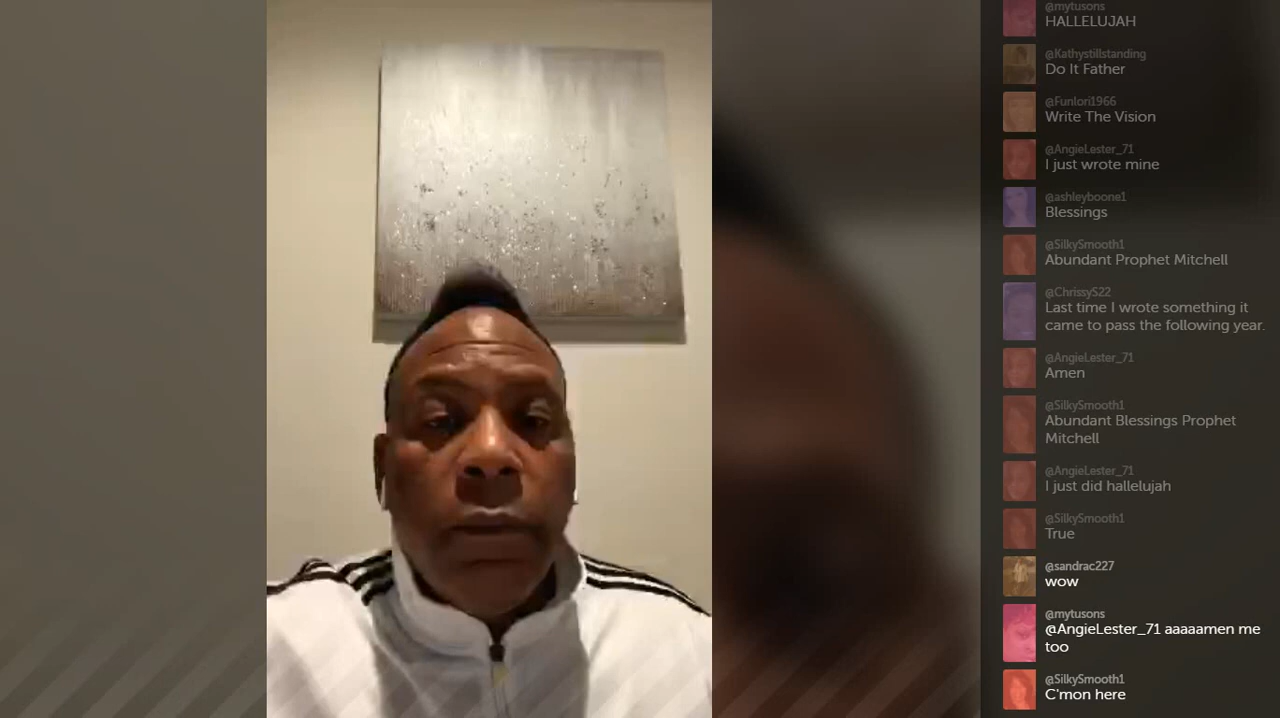 @mytusons
HALLELUJAH
@Kathystillstanding
Do It Father
@Funlori1966
Write The Vision
@AngieLester_71
I just wrote mine
@ashleyboone1
Blessings
@SilkySmooth1
Abundant Prophet Mitchell
@ChrissyS22
Last time I wrote something it
came to pass the following year.
@AngieLester_71
Amen
@SilkySmooth1
Abundant Blessings Prophet
Mitchell
@AngieLester_71
I just did hallelujah
@SilkySmooth1
True
@sandrac227
wow
@mytusons
@AngieLester_71 aaaaamen me
too
@SilkySmooth1
C'mon here